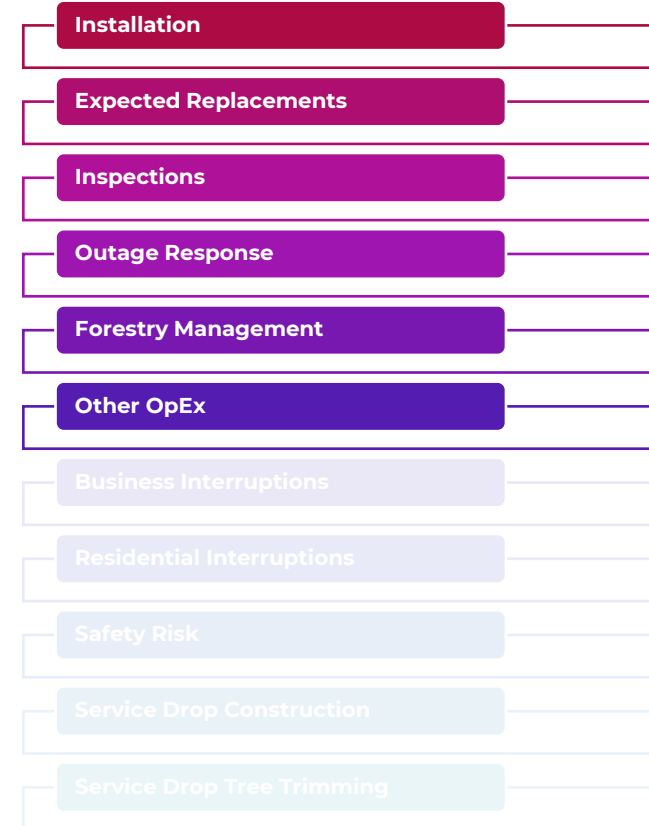 Installation
Expected Replacements
Inspections
Outage Response
Forestry Management
Other OpEx
Business Interruptions
Residential Interruptions
Safety Risk
Service Drop Construction
Service Drop Tree Trimming